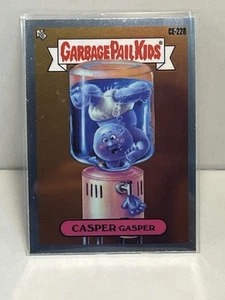 CE-22B
GARBAGE PAIL KIDS
CASPER GASPER